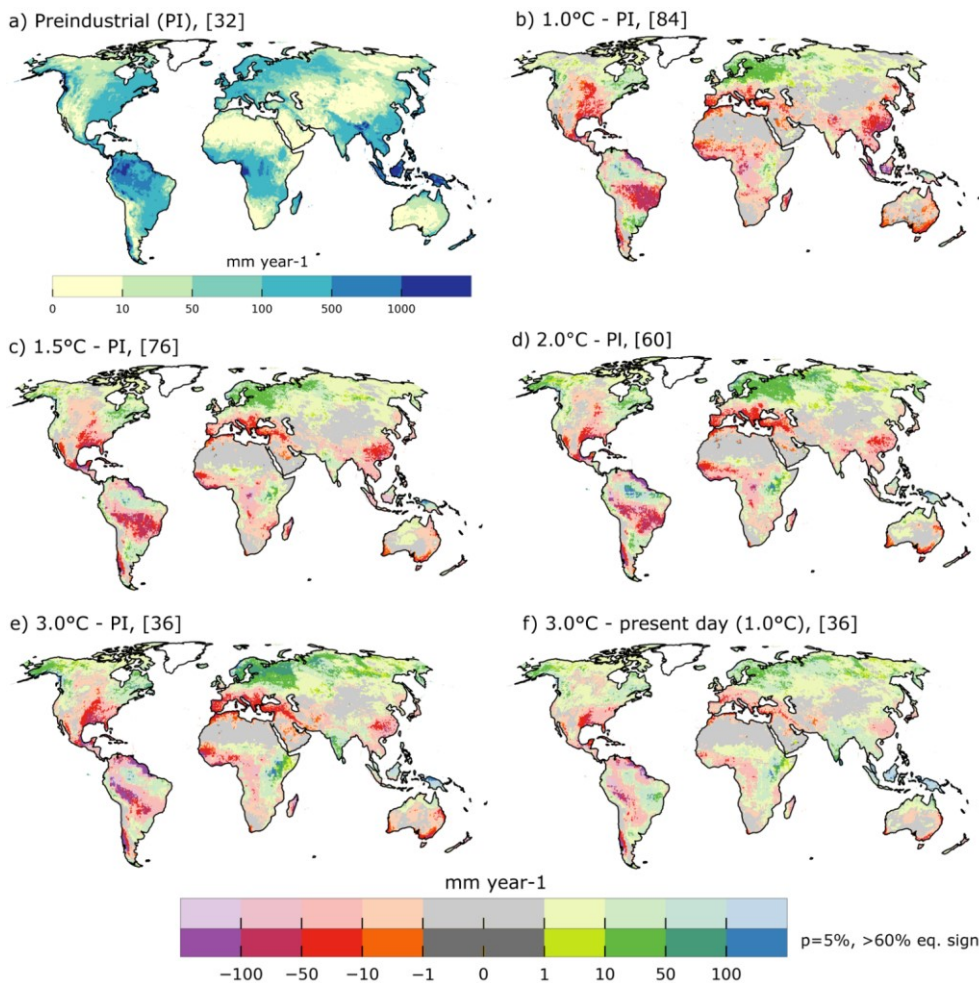 a) Preindustrial (PI), [32]
b) 1.0°C - PI, [84]
mm year-1
0 10 50 100 500 1000
c) 1.5°C - PI, [76]
d) 2.0°C - PI, [60]
e) 3.0°C - PI, [36]
f) 3.0°C - present day (1.0°C), [36]
mm year-1
p=5%, >60% eq. sign
−100 −50 −10 −1 0 1 10 50 100